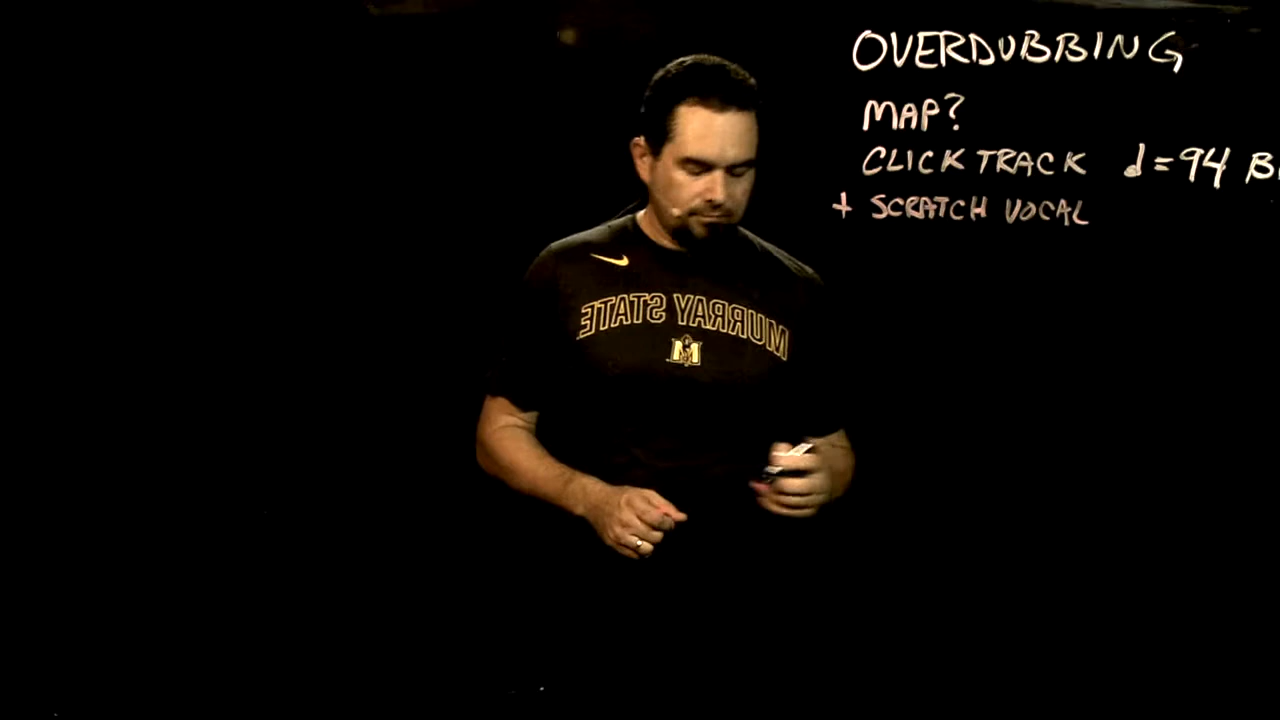 OVERDUBBING
MAP?
CLICK TRACK ♩=94 B
+ SCRATCH VOCAL
MURRAY STATE
M